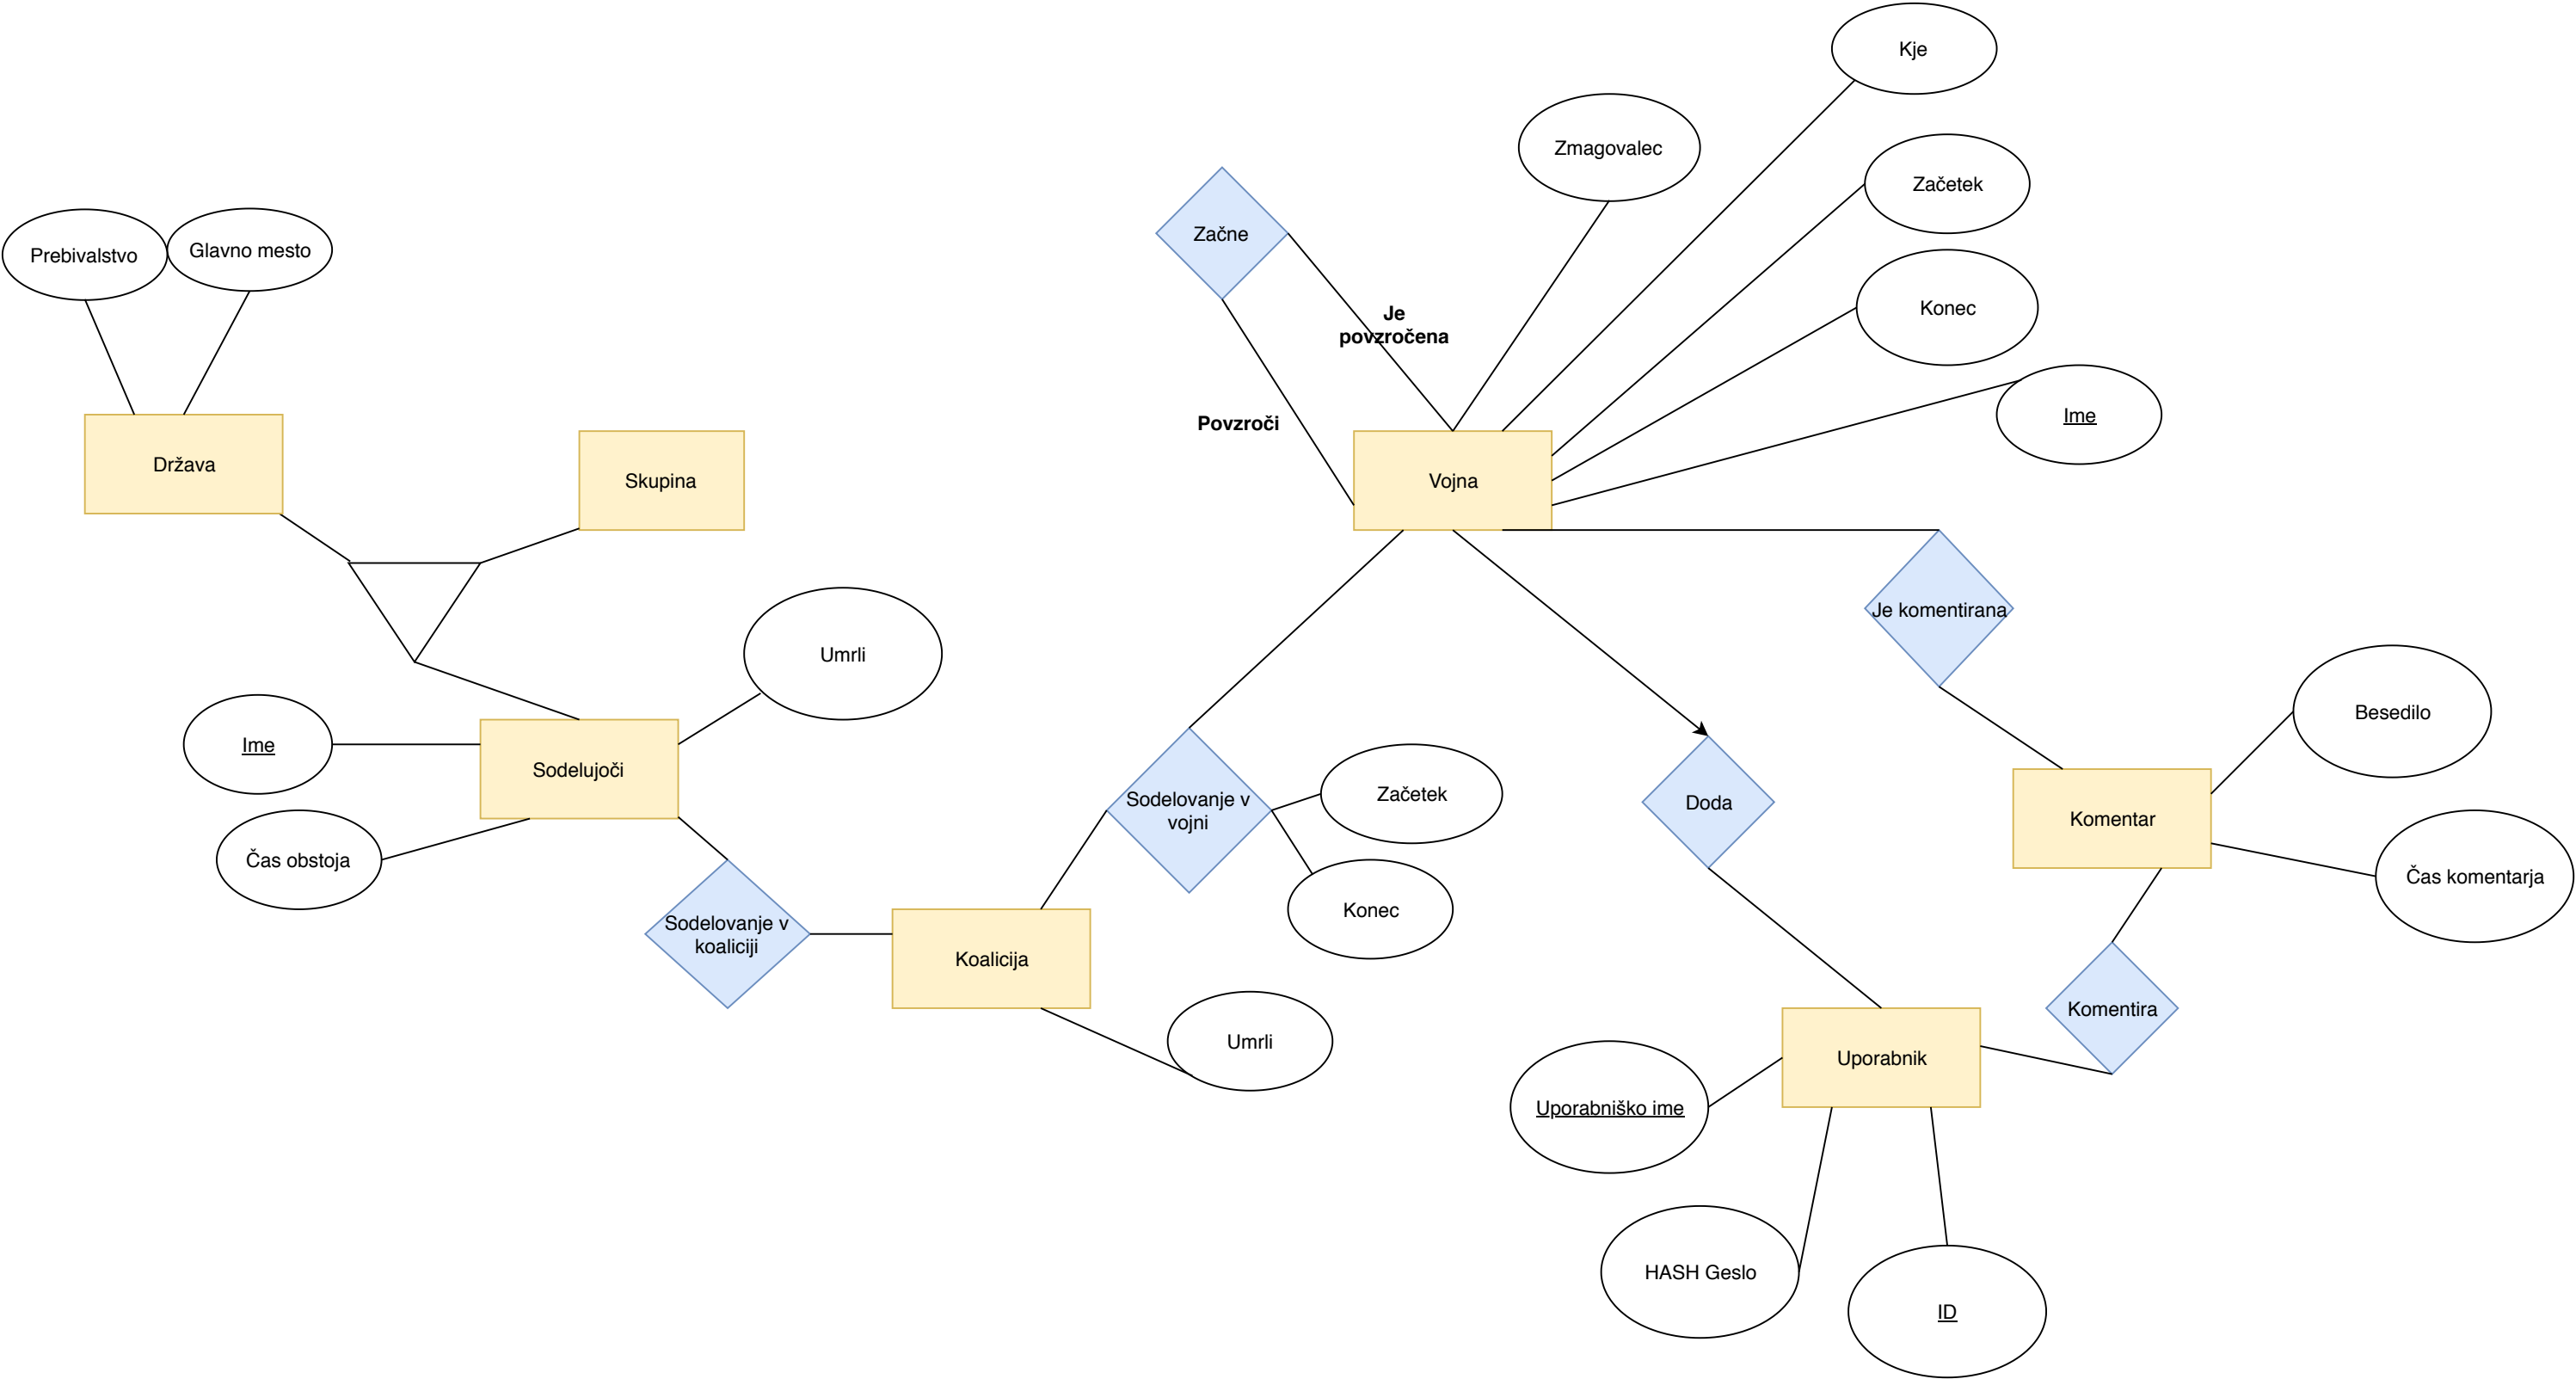 Kje
Zmagovalec
Začetek
Začne
Prebivalstvo
Glavno mesto
Konec
Je
povzročena
Ime
Povzroči
Država
Skupina
Vojna
Je komentirana
Umrli
Besedilo
Ime
Sodelujoči
Sodelovanje v
vojni
Začetek
Doda
Komentar
Čas obstoja
Čas komentarja
Konec
Sodelovanje v
koaliciji
Koalicija
Komentira
Umrli
Uporabnik
Uporabniško ime
HASH Geslo
ID